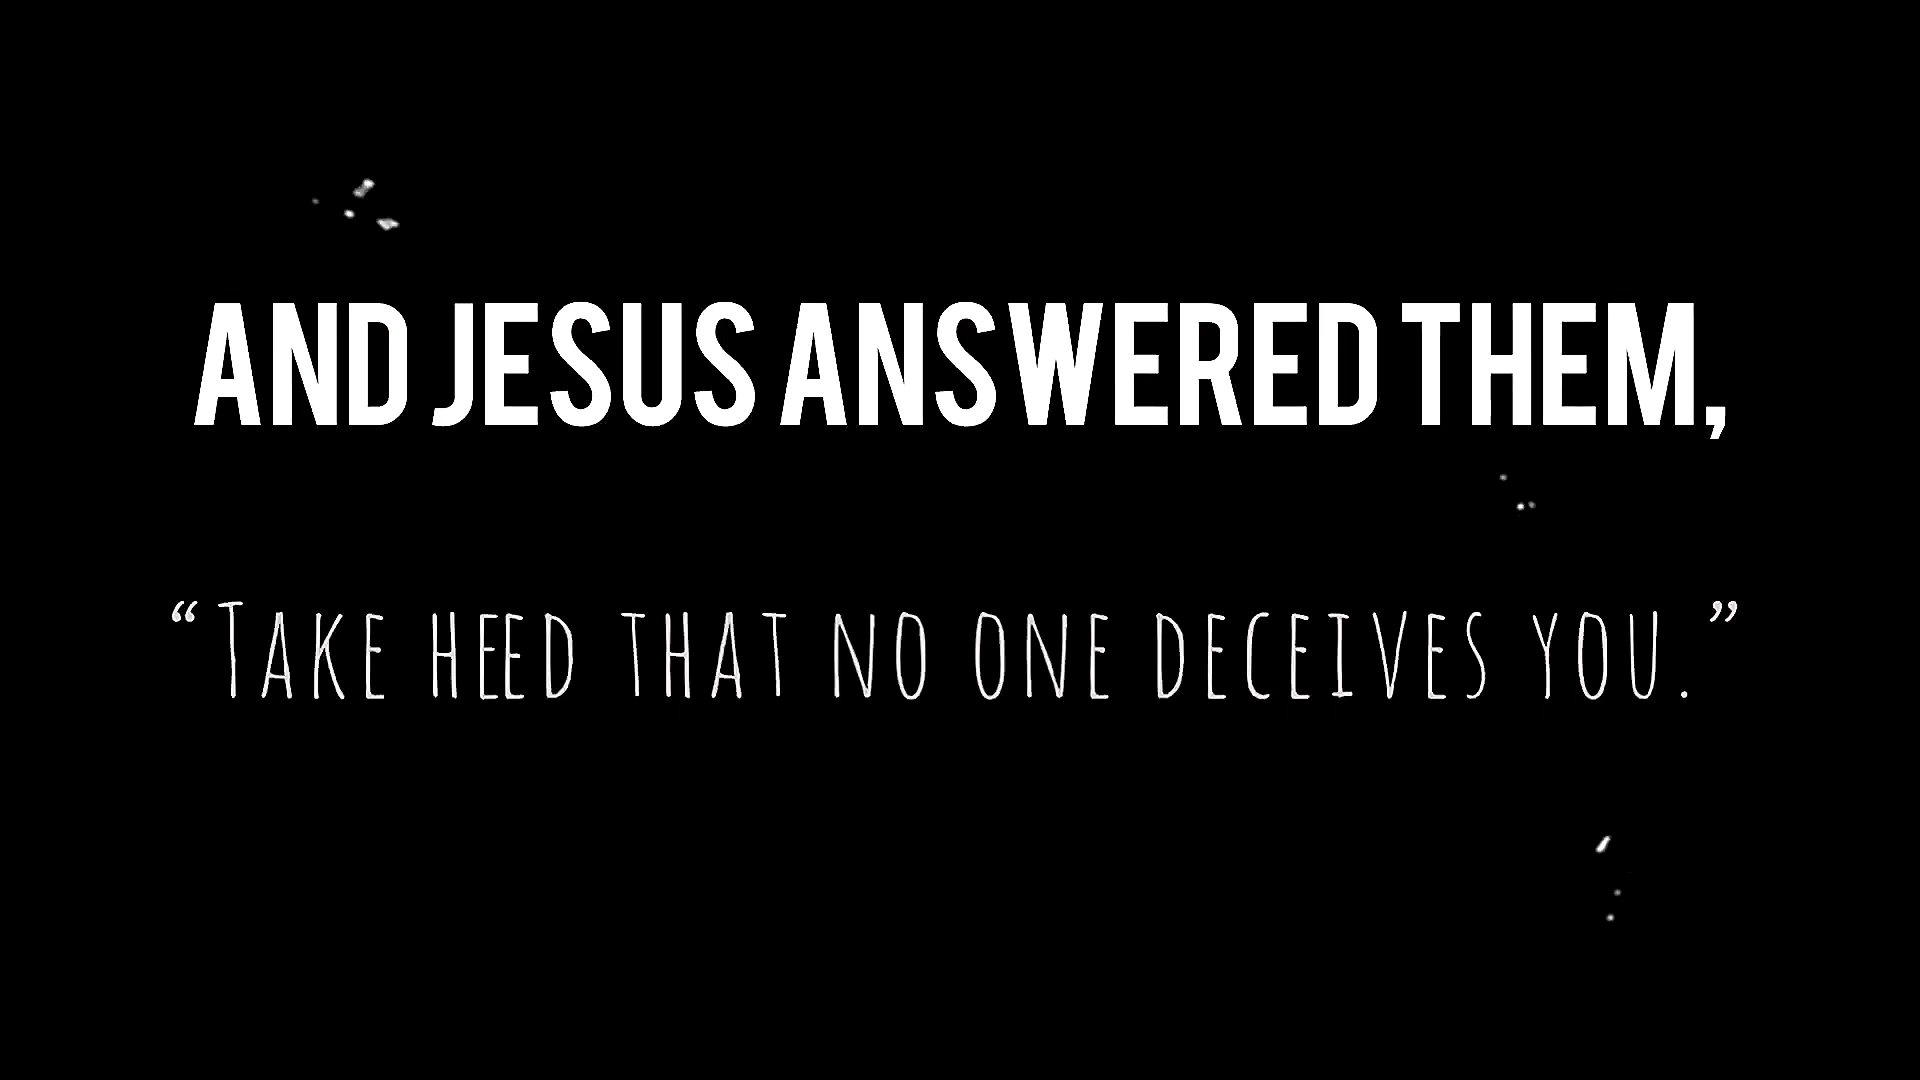 AND JESUS ANSWERED THEM,
“TAKE HEED THAT NO ONE DECEIVES YOU.”